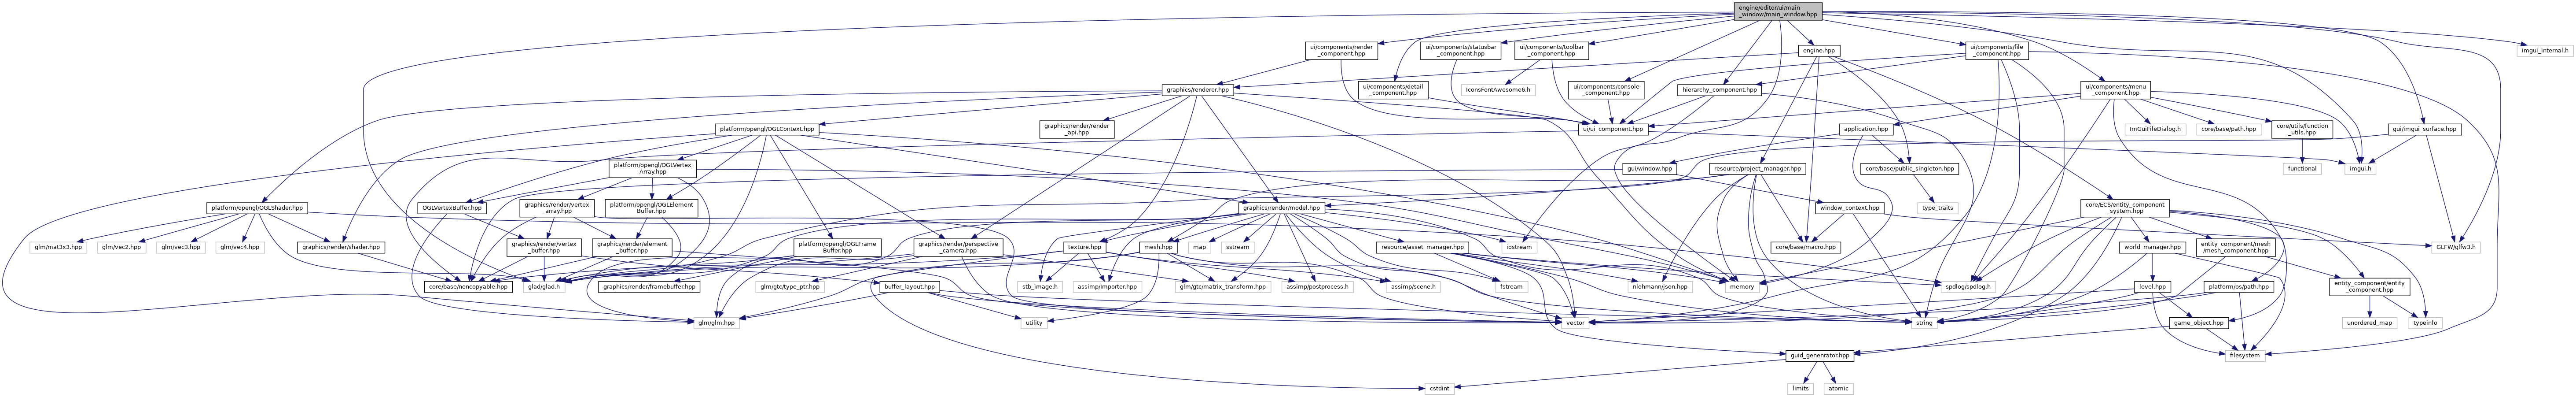 engine/editor/ui/main
_window/main_window.hpp
ui/components/render
_component.hpp
ui/components/statusbar
_component.hpp
ui/components/toolbar
_component.hpp
engine.hpp
ui/components/file
_component.hpp
imgui_internal.h
graphics/renderer.hpp
ui/components/detail
_component.hpp
IconsFontAwesome6.h
ui/components/console
_component.hpp
hierarchy_component.hpp
ui/components/menu
_component.hpp
platform/opengl/OGLContext.hpp
graphics/render/render
_api.hpp
ui/ui_component.hpp
application.hpp
ImGuiFileDialog.h
core/base/path.hpp
core/utils/function
_utils.hpp
gui/imgui_surface.hpp
platform/opengl/OGLVertex
Array.hpp
gui/window.hpp
resource/project_manager.hpp
core/base/public_singleton.hpp
functional
imgui.h
platform/opengl/OGLShader.hpp
OGLVertexBuffer.hpp
graphics/render/vertex
_array.hpp
platform/opengl/OGLElement
Buffer.hpp
graphics/render/model.hpp
window_context.hpp
type_traits
core/ECS/entity_component
_system.hpp
glm/mat3x3.hpp
glm/vec2.hpp
glm/vec3.hpp
glm/vec4.hpp
graphics/render/shader.hpp
graphics/render/vertex
_buffer.hpp
graphics/render/element
_buffer.hpp
platform/opengl/OGLFrame
Buffer.hpp
graphics/render/perspective
_camera.hpp
texture.hpp
mesh.hpp
map
sstream
iostream
resource/asset_manager.hpp
core/base/macro.hpp
world_manager.hpp
entity_component/mesh
/mesh_component.hpp
GLFW/glfw3.h
core/base/noncopyable.hpp
glad/glad.h
graphics/render/framebuffer.hpp
glm/gtc/type_ptr.hpp
buffer_layout.hpp
stb_image.h
assimp/Importer.hpp
glm/gtc/matrix_transform.hpp
assimp/postprocess.h
assimp/scene.h
fstream
nlohmann/json.hpp
memory
spdlog/spdlog.h
level.hpp
platform/os/path.hpp
entity_component/entity
_component.hpp
glm/glm.hpp
utility
vector
string
game_object.hpp
unordered_map
typeinfo
guid_genenrator.hpp
filesystem
cstdint
limits
atomic